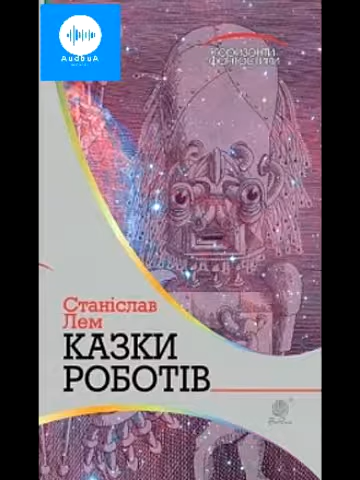 AudbuA
Горизонти
фантастики
Станіслав
Лем
КАЗКИ
РОБОТІВ